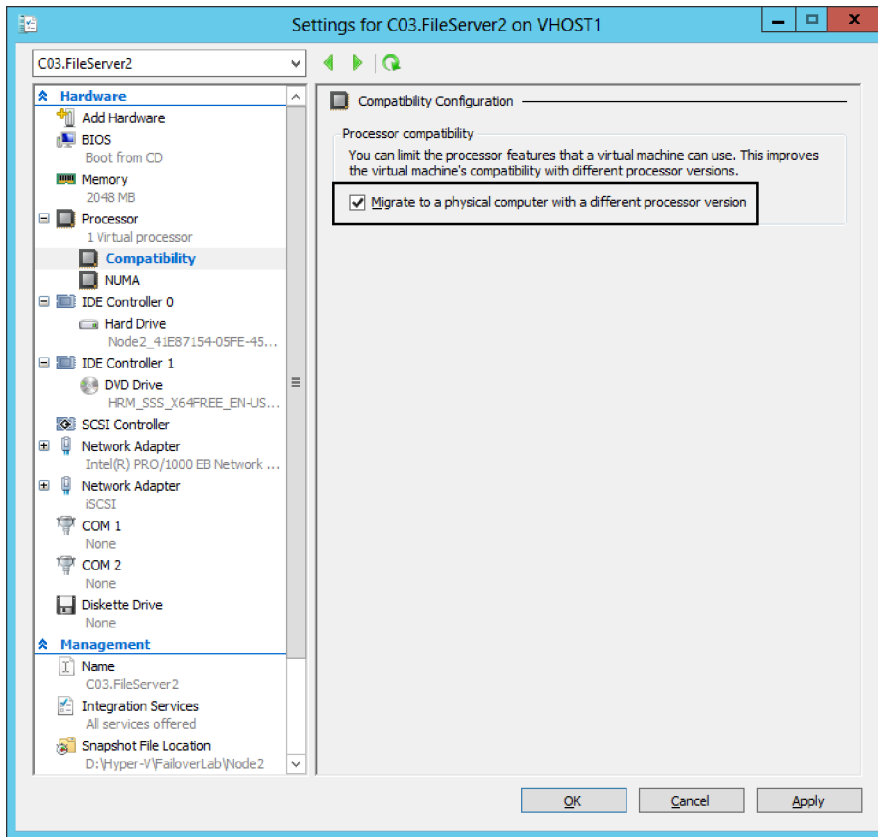 Settings for C03.FileServer2 on VHOST1
C03.FileServer2
Hardware
Add Hardware
BIOS
Boot from CD
Memory
2048 MB
Processor
1 Virtual processor
Compatibility
NUMA
IDE Controller 0
Hard Drive
Node2_41E87154-05FE-45...
IDE Controller 1
DVD Drive
HRM_SSS_X64FREE_EN-US...
SCSI Controller
Network Adapter
Intel(R) PRO/1000 EB Network ...
Network Adapter
iSCSI
COM 1
None
COM 2
None
Diskette Drive
None
Management
Name
C03.FileServer2
Integration Services
All services offered
Snapshot File Location
D:\Hyper-V\FailoverLab\Node2
Compatibility Configuration
Processor compatibility
You can limit the processor features that a virtual machine can use. This improves
the virtual machine's compatibility with different processor versions.
Migrate to a physical computer with a different processor version
OK
Cancel
Apply